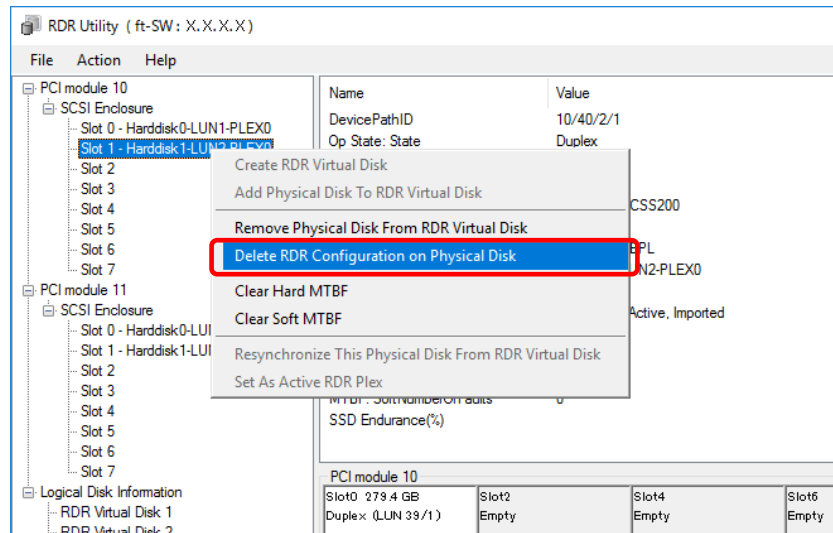 RDR Utility ( ft-SW : X.X.X.X )
File Action Help
PCI module 10
SCSI Enclosure
Slot 0 - Harddisk0-LUN1-PLEX0
Slot 1 - Harddisk1-LUN2-PLEX0
Slot 2
Slot 3
Slot 4
Slot 5
Slot 6
Slot 7
PCI module 11
SCSI Enclosure
Slot 0 - Harddisk0-LU
Slot 1 - Harddisk1-LU
Slot 2
Slot 3
Slot 4
Slot 5
Slot 6
Slot 7
Logical Disk Information
RDR Virtual Disk 1
RDR Virtual Disk 2
Name Value
DevicePathID 10/40/2/1
Op State: State Duplex
CSS200
N2-PLEX0
Active, Imported
SSD Endurance(%)
Create RDR Virtual Disk
Add Physical Disk To RDR Virtual Disk
Remove Physical Disk From RDR Virtual Disk
Delete RDR Configuration on Physical Disk
Clear Hard MTBF
Clear Soft MTBF
Resynchronize This Physical Disk From RDR Virtual Disk
Set As Active RDR Plex
PCI module 10
Slot0 279.4 GB Slot2 Slot4 Slot6
Duplex (LUN 39/1) Empty Empty Empty